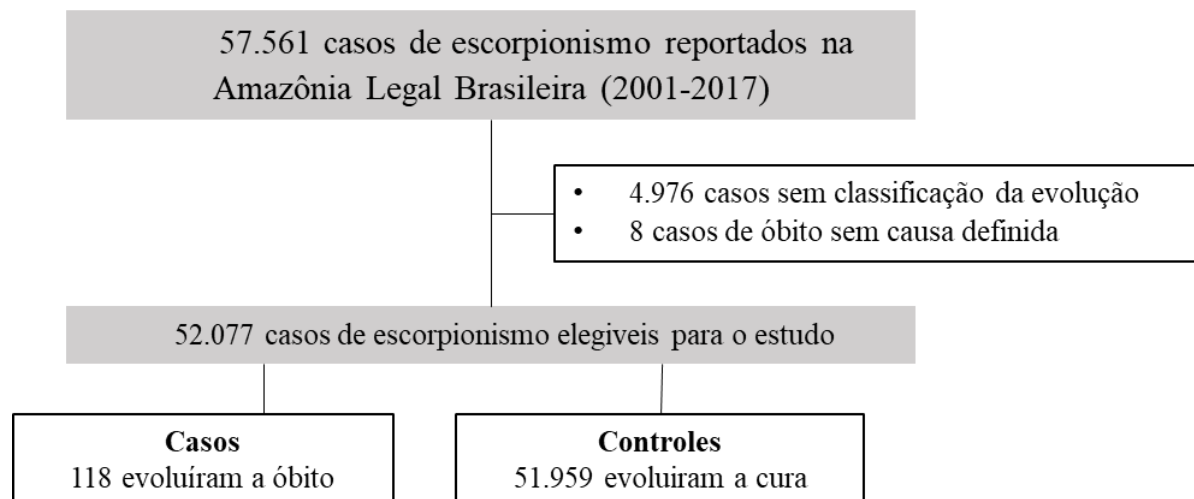 57.561 casos de escorpionismo reportados na
Amazônia Legal Brasileira (2001-2017)
• 4.976 casos sem classificação da evolução
• 8 casos de óbito sem causa definida
52.077 casos de escorpionismo elegiveis para o estudo
Casos
118 evoluíram a óbito
Controles
51.959 evoluiram a cura